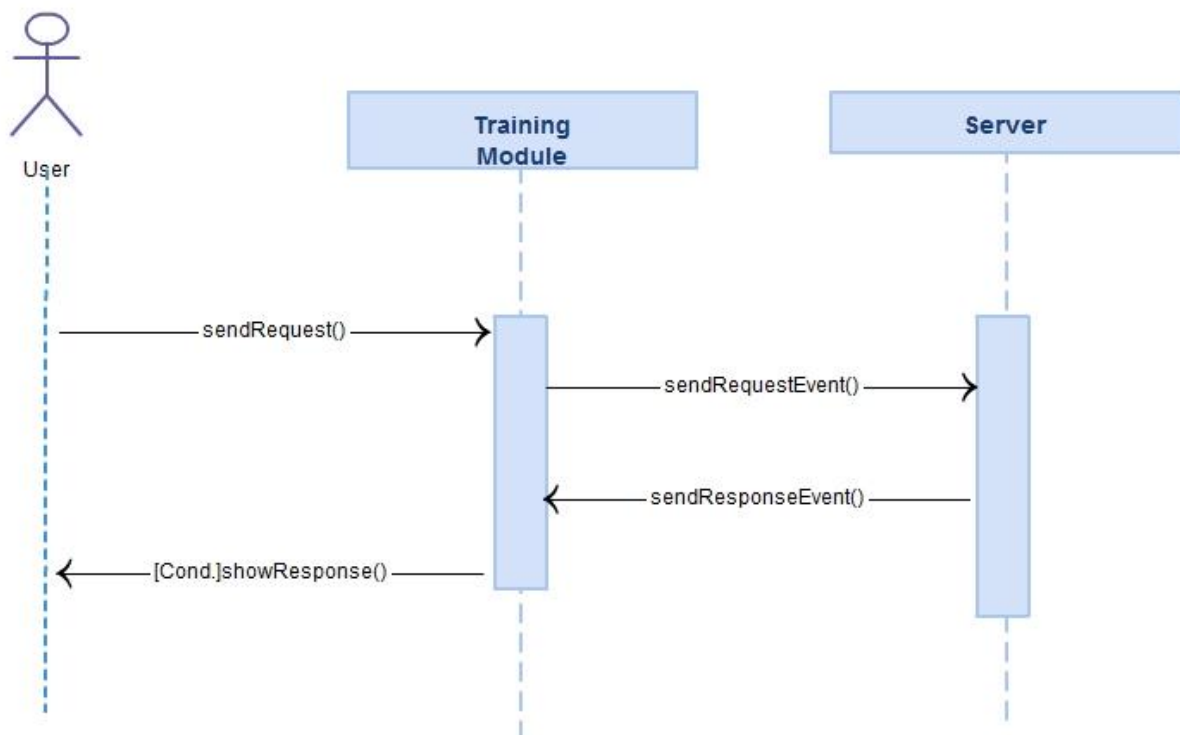 User
Training
Module
Server
sendRequest()
sendRequestEvent()
sendResponseEvent()
[Cond.]showResponse()